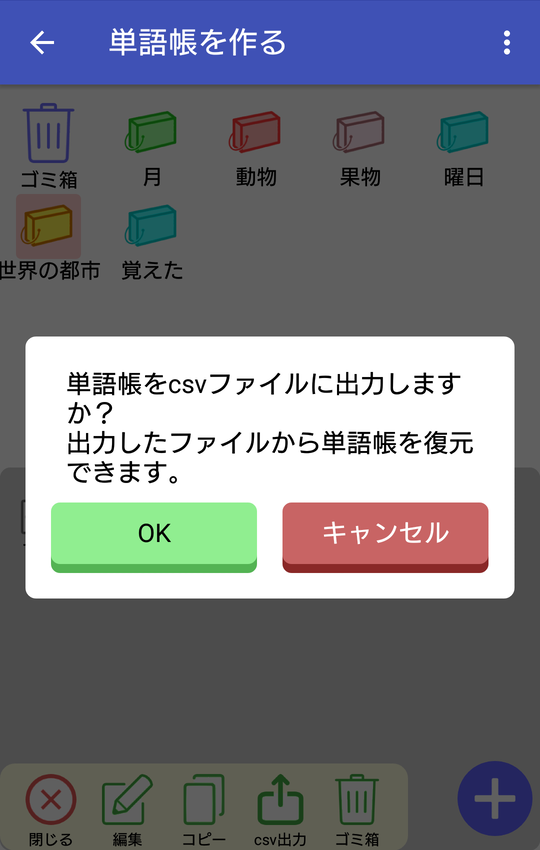 単語帳を作る
ゴミ箱 月 動物 果物 曜日
世界の都市 覚えた
単語帳をcsvファイルに出力します
か？
出力したファイルから単語帳を復元
できます。
OK キャンセル
閉じる 編集 コピー csv出力 ゴミ箱